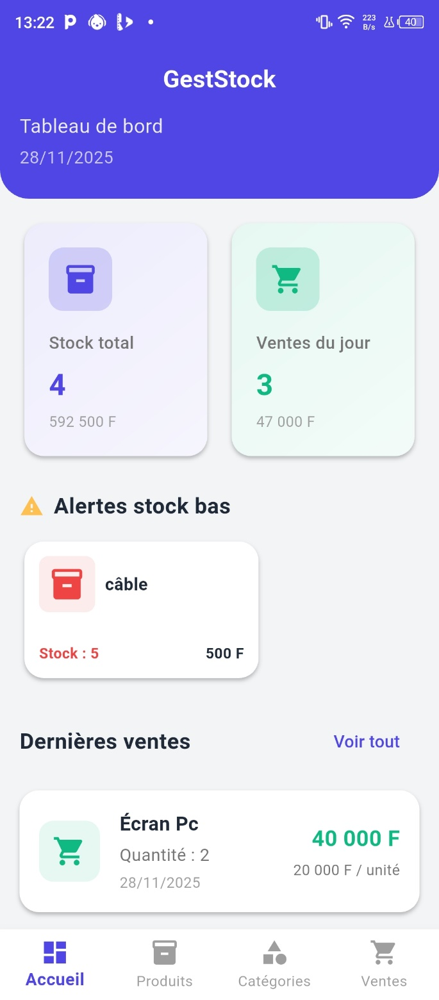 13:22
223
B/s
40
GestStock
Tableau de bord
28/11/2025
Stock total
4
592 500 F
Ventes du jour
3
47 000 F
Alertes stock bas
câble
Stock : 5
500 F
Dernières ventes
Voir tout
Écran Pc
Quantité : 2
28/11/2025
40 000 F
20 000 F / unité
Accueil
Produits
Catégories
Ventes